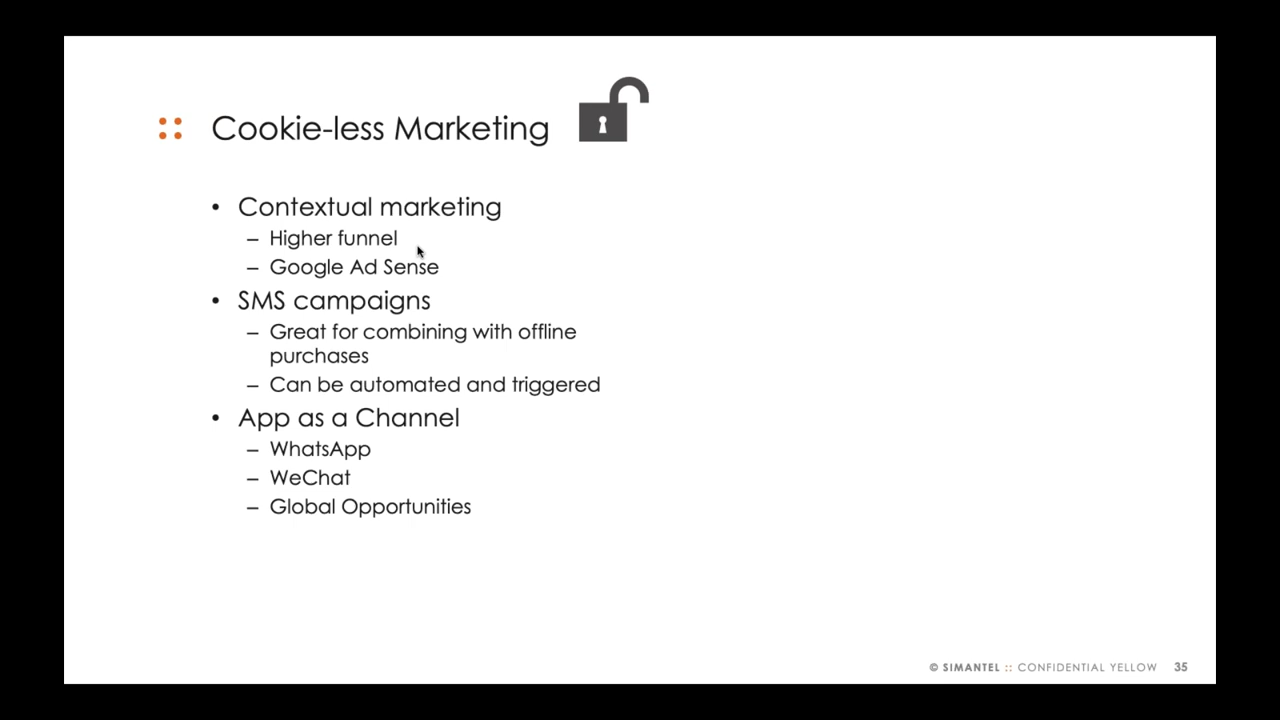 Cookie-less Marketing
• Contextual marketing
– Higher funnel
– Google Ad Sense
• SMS campaigns
– Great for combining with offline
purchases
– Can be automated and triggered
• App as a Channel
– WhatsApp
– WeChat
– Global Opportunities
© SIMANTEL :: CONFIDENTIAL YELLOW 35